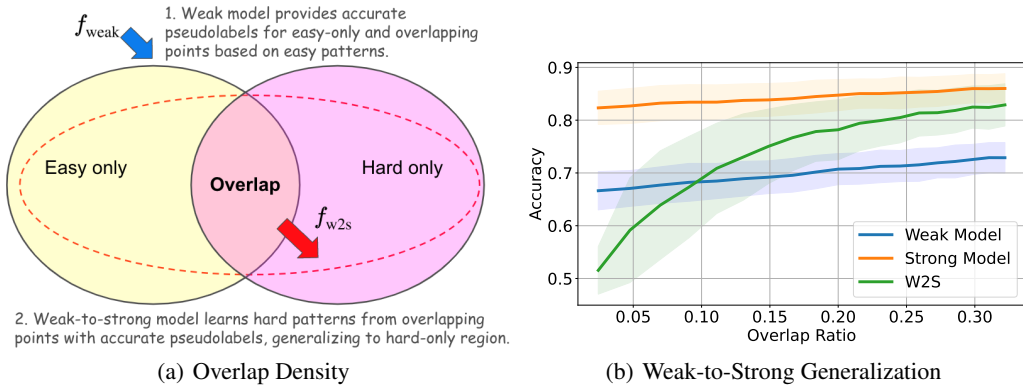 f_weak
1. Weak model provides accurate
pseudolabels for easy-only and overlapping
points based on easy patterns.
Easy only
Overlap
Hard only
f_w2s
2. Weak-to-strong model learns hard patterns from overlapping
points with accurate pseudolabels, generalizing to hard-only region.
(a) Overlap Density
0.9
0.8
0.7
0.6
0.5
Accuracy
Weak Model
Strong Model
W2S
0.05 0.10 0.15 0.20 0.25 0.30
Overlap Ratio
(b) Weak-to-Strong Generalization